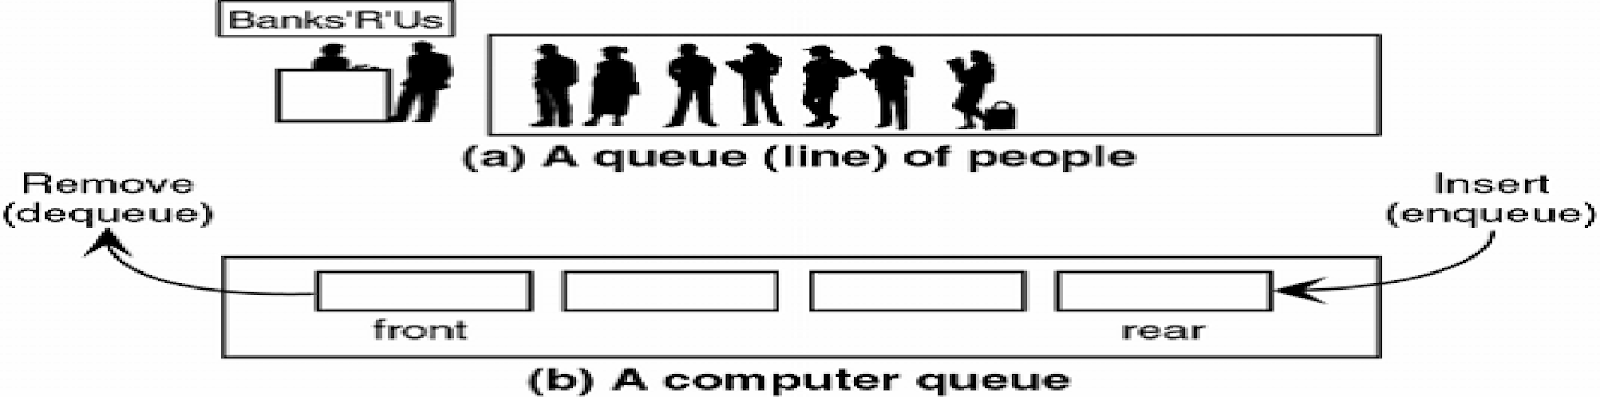 Banks'R'Us
(a) A queue (line) of people
Remove
(dequeue)
Insert
(enqueue)
front
rear
(b) A computer queue